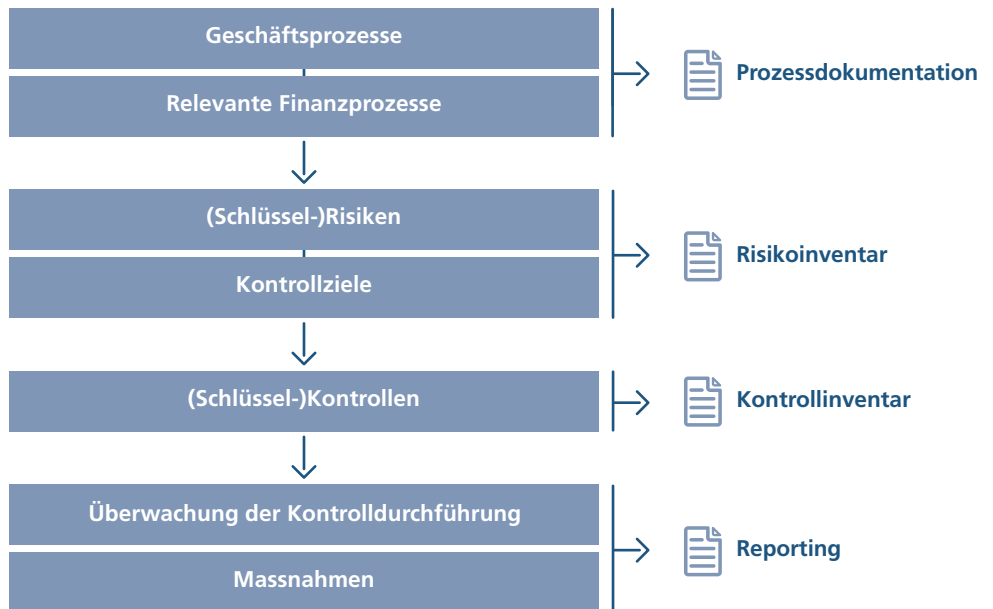 Geschäftsprozesse
Relevante Finanzprozesse
Prozessdokumentation
(Schlüssel-)Risiken
Kontrollziele
Risikoinventar
(Schlüssel-)Kontrollen
Kontrollinventar
Überwachung der Kontrolldurchführung
Massnahmen
Reporting